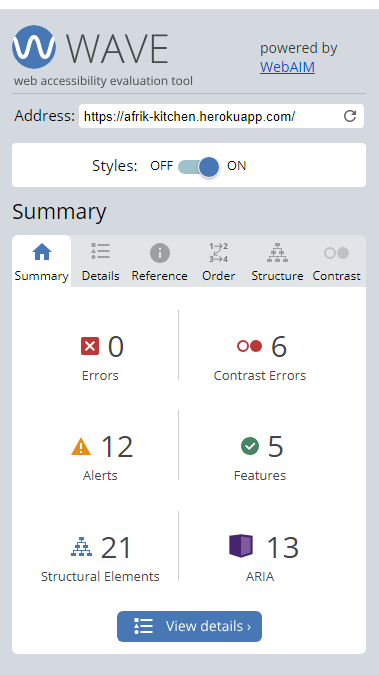 WAVE
powered by
WebAIM
web accessibility evaluation tool
Address: https://afrik-kitchen.herokuapp.com/
Styles: OFF ON
Summary
Summary Details Reference Order Structure Contrast
0 6
Errors Contrast Errors
12 5
Alerts Features
21 13
Structural Elements ARIA
View details ›